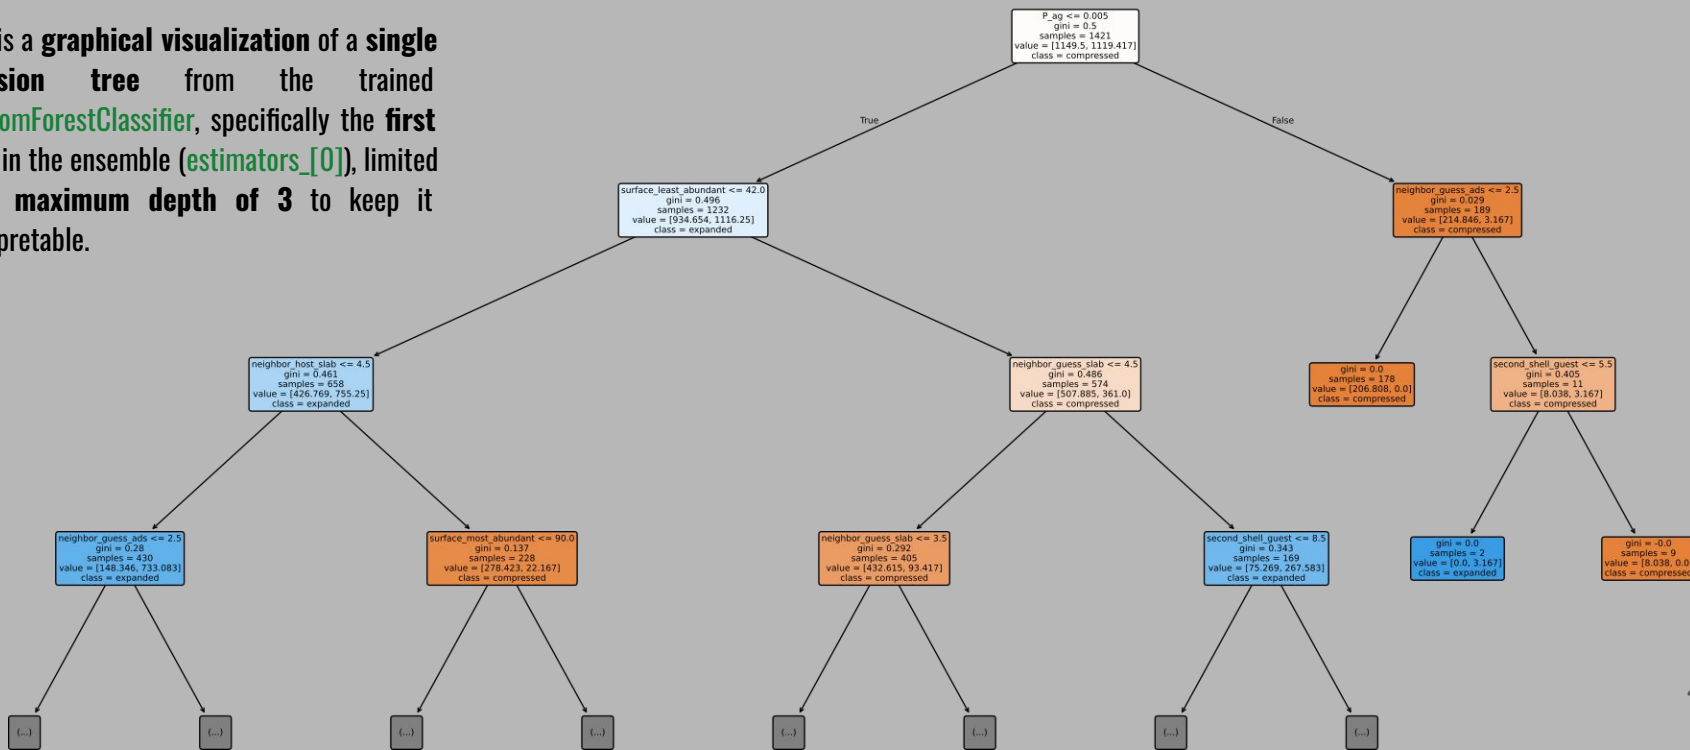 is a graphical visualization of a single
sion tree from the trained
omForestClassifier, specifically the first
in the ensemble (estimators_[0]), limited
maximum depth of 3 to keep it
pretable.
P_ag <= 0.005
gini = 0.5
samples = 1421
value = [1149.5, 1119.417]
class = compressed
True
False
surface_least_abundant <= 42.0
gini = 0.496
samples = 1232
value = [934.654, 1116.25]
class = expanded
neighbor_guess_ads <= 2.5
gini = 0.029
samples = 189
value = [214.846, 3.167]
class = compressed
neighbor_host_slab <= 4.5
gini = 0.461
samples = 658
value = [426.769, 755.25]
class = expanded
neighbor_guess_slab <= 4.5
gini = 0.486
samples = 574
value = [507.885, 361.0]
class = compressed
gini = 0.0
samples = 178
value = [206.808, 0.0]
class = compressed
second_shell_guest <= 5.5
gini = 0.405
samples = 11
value = [8.038, 3.167]
class = compressed
neighbor_guess_ads <= 2.5
gini = 0.28
samples = 430
value = [148.346, 733.083]
class = expanded
surface_most_abundant <= 90.0
gini = 0.137
samples = 228
value = [278.423, 22.167]
class = compressed
neighbor_guess_slab <= 3.5
gini = 0.292
samples = 405
value = [432.615, 93.417]
class = compressed
second_shell_guest <= 8.5
gini = 0.343
samples = 169
value = [75.269, 267.583]
class = expanded
gini = 0.0
samples = 2
value = [0.0, 3.167]
class = expanded
gini = -0.0
samples = 9
value = [8.038, 0.0
class = compressed
(...)
(...)
(...)
(...)
(...)
(...)
(...)
(...)